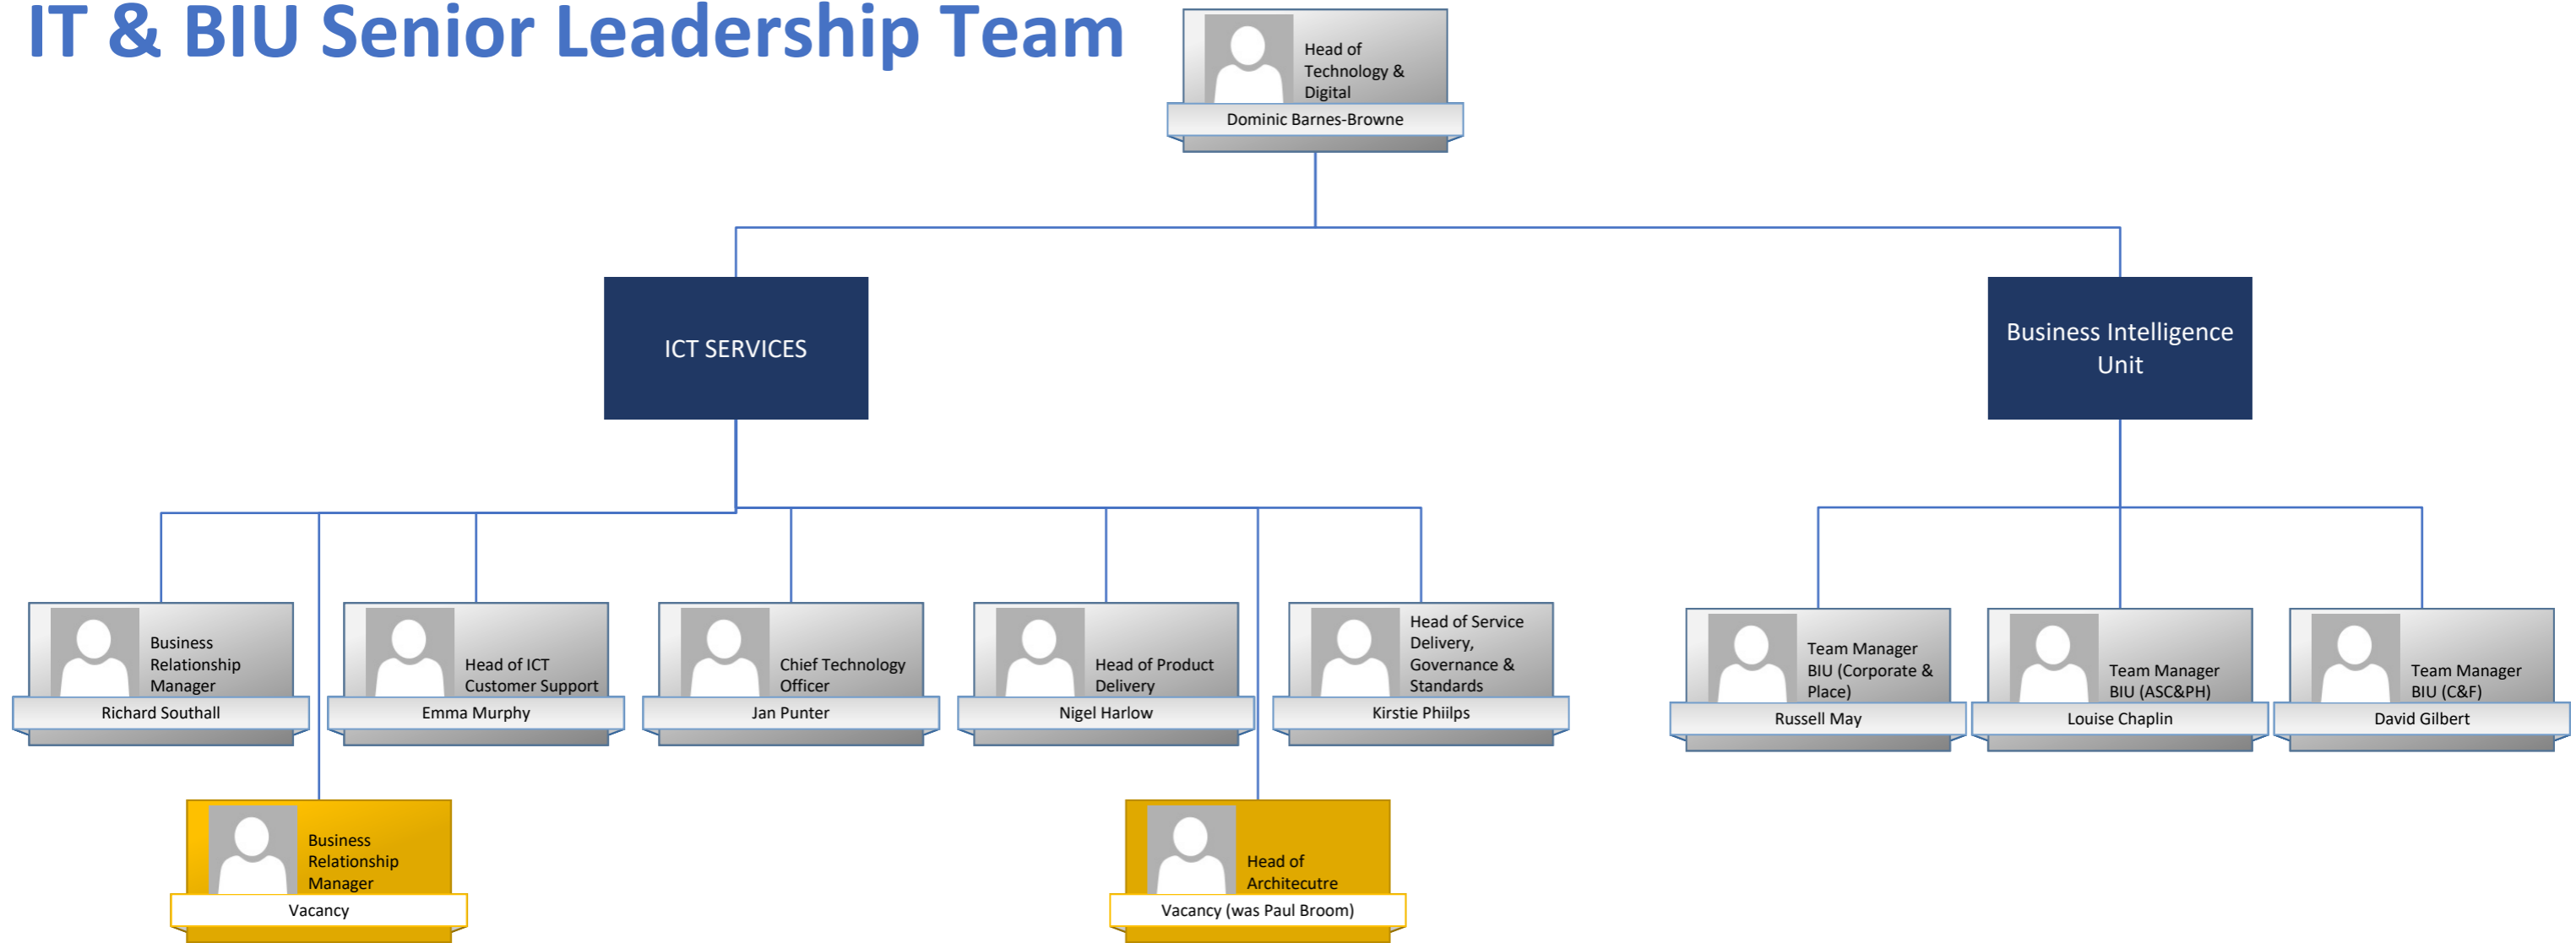 IT & BIU Senior Leadership Team
Head of
Technology &
Digital
Dominic Barnes-Browne
ICT SERVICES
Business Intelligence
Unit
Business
Relationship
Manager
Richard Southall
Head of ICT
Customer Support
Emma Murphy
Chief Technology
Officer
Jan Punter
Head of Product
Delivery
Nigel Harlow
Head of Service
Delivery,
Governance &
Standards
Kirstie Phiilps
Team Manager
BIU (Corporate &
Place)
Russell May
Team Manager
BIU (ASC&PH)
Louise Chaplin
Team Manager
BIU (C&F)
David Gilbert
Business
Relationship
Manager
Vacancy
Head of
Architecutre
Vacancy (was Paul Broom)